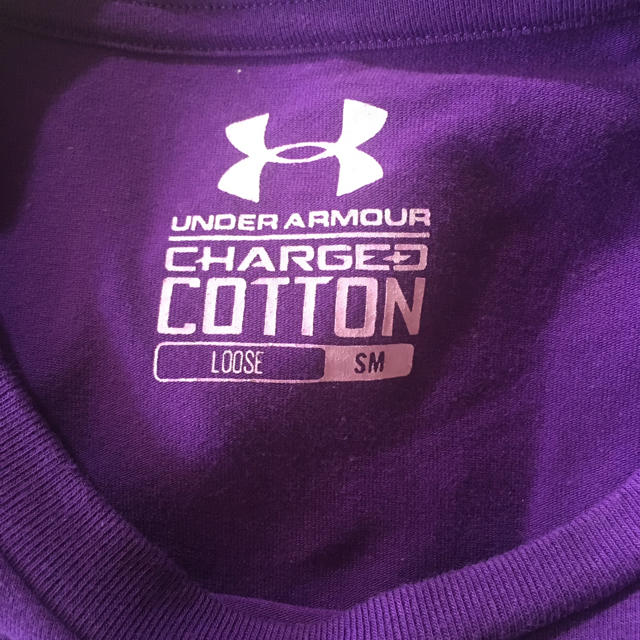 UNDER ARMOUR
CHARGED
COTTON
LOOSE SM